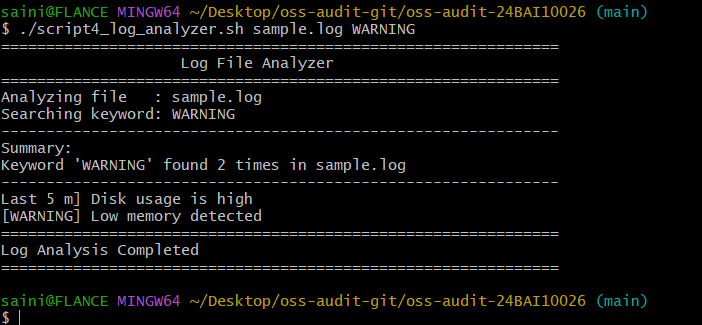 saini@FLANCE MINGW64 ~/Desktop/oss-audit-git/oss-audit-24BAI10026 (main)
$ ./script4_log_analyzer.sh sample.log WARNING
==============================================================
                    Log File Analyzer
==============================================================
Analyzing file   : sample.log
Searching keyword: WARNING
--------------------------------------------------------------
Summary:
Keyword 'WARNING' found 2 times in sample.log
--------------------------------------------------------------
Last 5 m] Disk usage is high
[WARNING] Low memory detected
==============================================================
Log Analysis Completed
==============================================================
saini@FLANCE MINGW64 ~/Desktop/oss-audit-git/oss-audit-24BAI10026 (main)
$